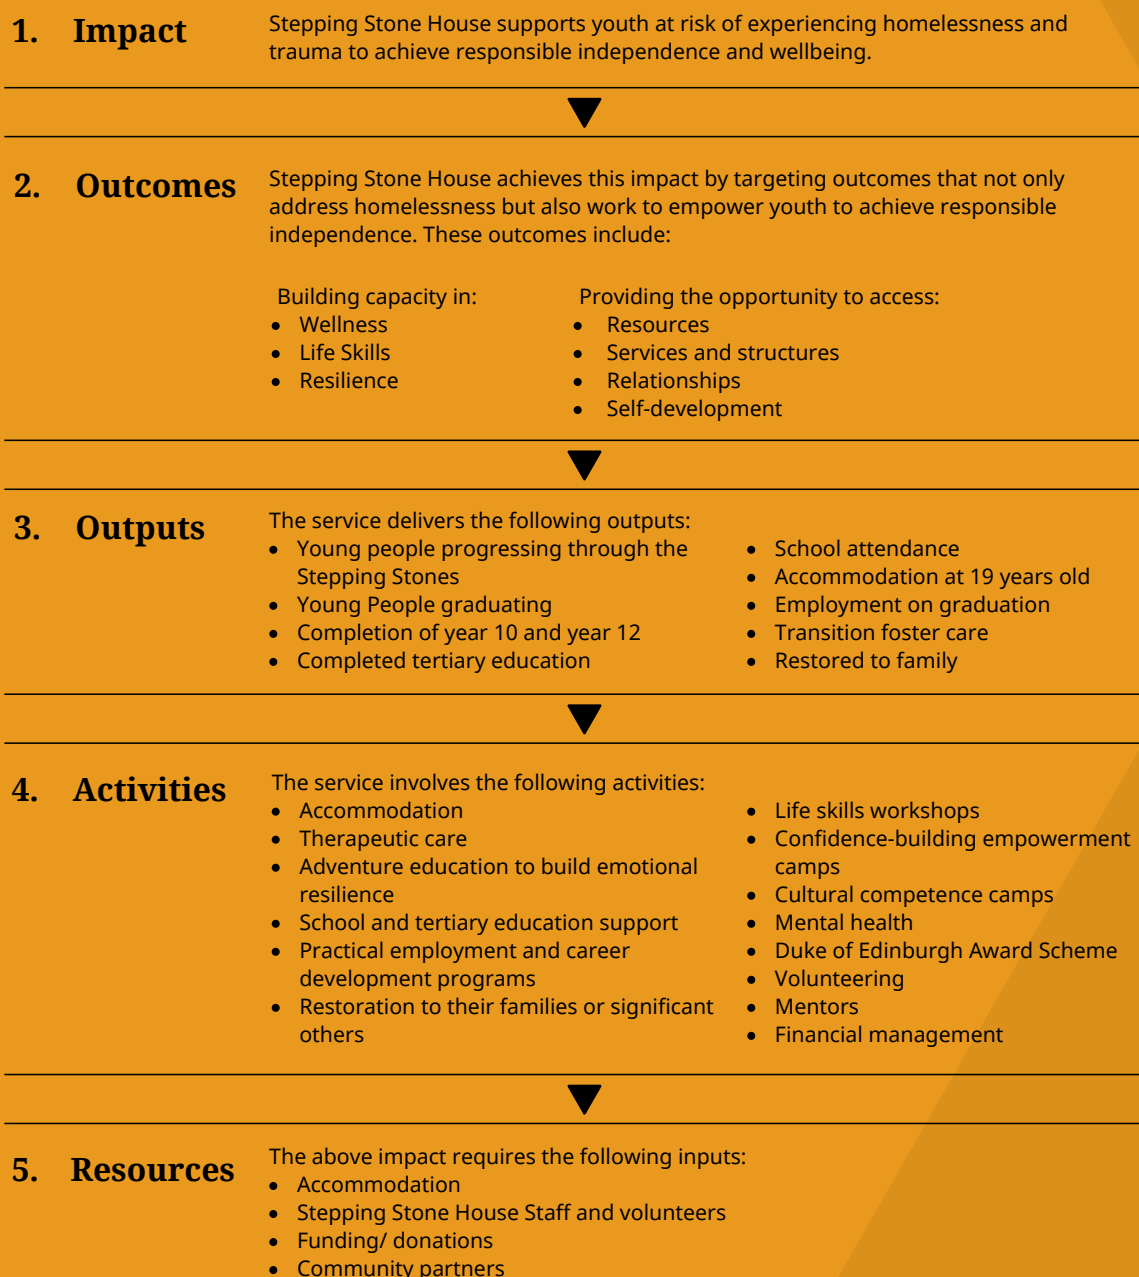 1. Impact
Stepping Stone House supports youth at risk of experiencing homelessness and
trauma to achieve responsible independence and wellbeing.
2. Outcomes
Stepping Stone House achieves this impact by targeting outcomes that not only
address homelessness but also work to empower youth to achieve responsible
independence. These outcomes include:
Building capacity in:
• Wellness
• Life Skills
• Resilience
Providing the opportunity to access:
• Resources
• Services and structures
• Relationships
• Self-development
3. Outputs
The service delivers the following outputs:
• Young people progressing through the
Stepping Stones
• Young People graduating
• Completion of year 10 and year 12
• Completed tertiary education
• School attendance
• Accommodation at 19 years old
• Employment on graduation
• Transition foster care
• Restored to family
4. Activities
The service involves the following activities:
• Accommodation
• Therapeutic care
• Adventure education to build emotional
resilience
• School and tertiary education support
• Practical employment and career
development programs
• Restoration to their families or significant
others
• Life skills workshops
• Confidence-building empowerment
camps
• Cultural competence camps
• Mental health
• Duke of Edinburgh Award Scheme
• Volunteering
• Mentors
• Financial management
5. Resources
The above impact requires the following inputs:
• Accommodation
• Stepping Stone House Staff and volunteers
• Funding/ donations
• Community partners